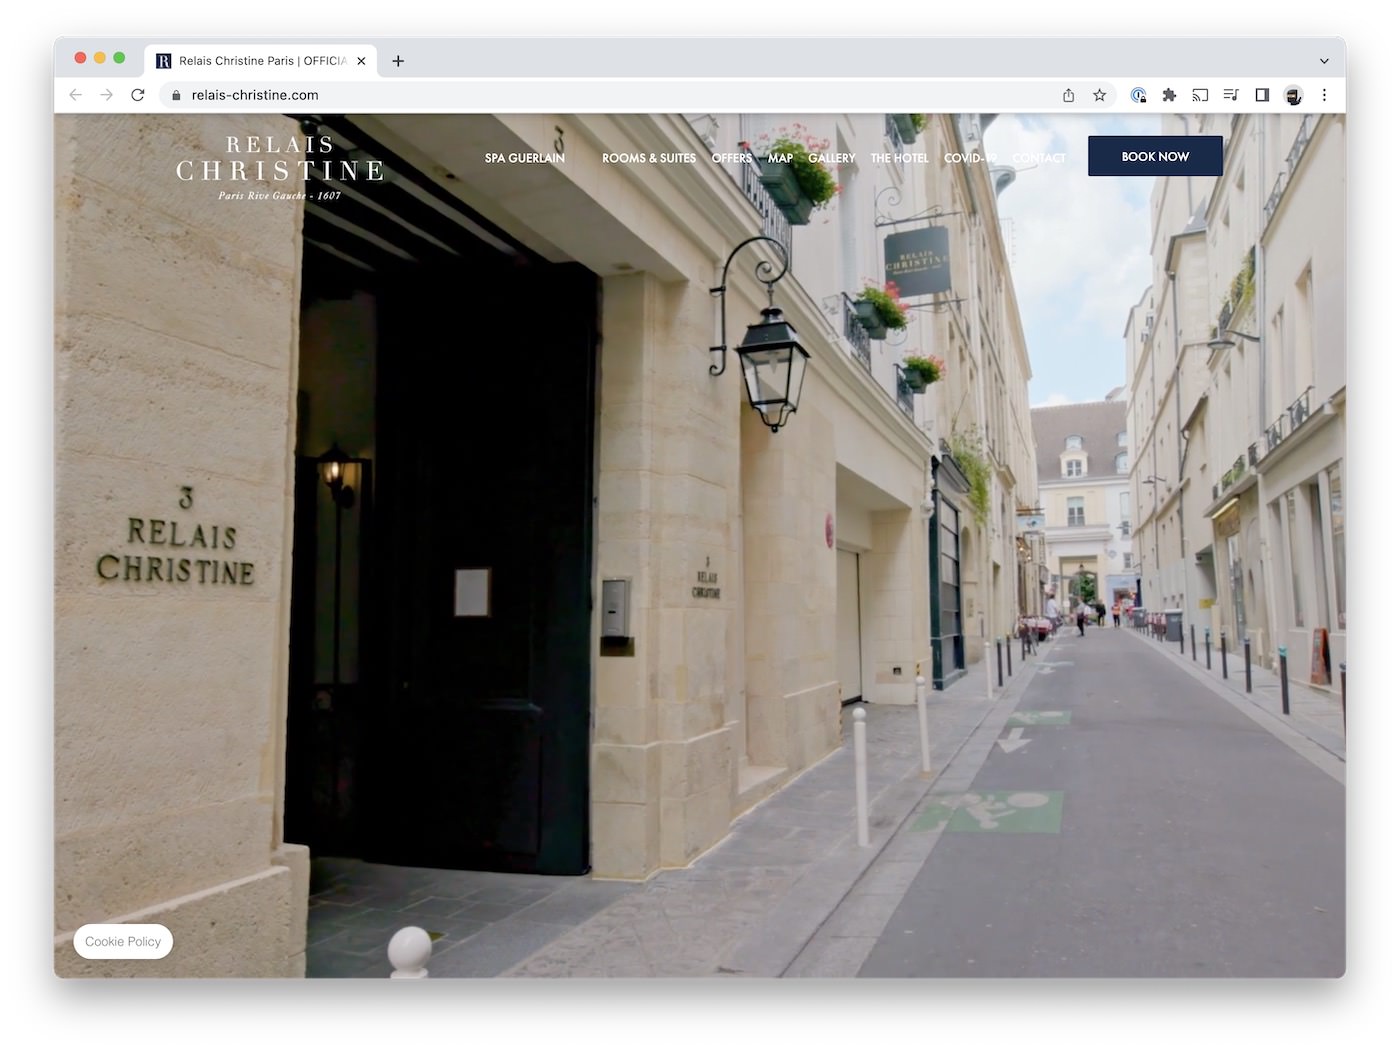 Relais Christine Paris | OFFICIA
relais-christine.com
RELAIS
CHRISTINE
Paris Rive Gauche - 1607
SPA GUERLAIN
ROOMS & SUITES
OFFERS
MAP
GALLERY
THE HOTEL
COVID-19
CONTACT
BOOK NOW
3
RELAIS
CHRISTINE
3
RELAIS
CHRISTINE
3
RELAIS
CHRISTINE
Cookie Policy